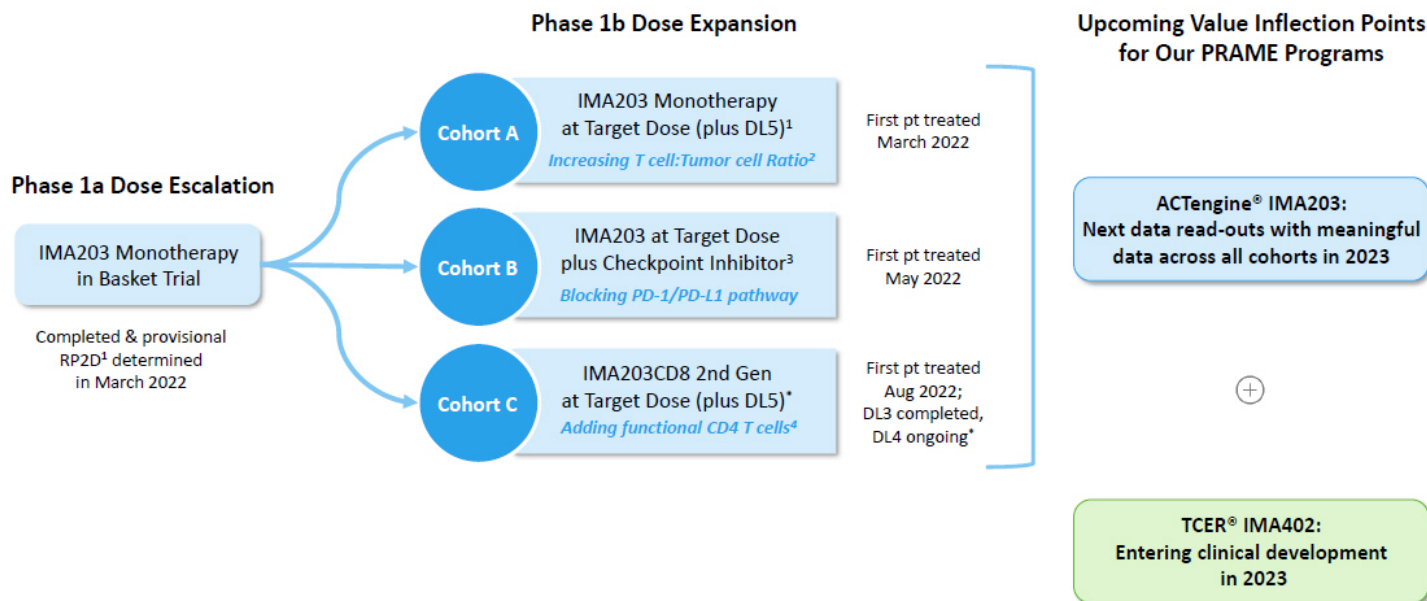 Phase 1b Dose Expansion
Upcoming Value Inflection Points
for Our PRAME Programs
Phase 1a Dose Escalation
IMA203 Monotherapy
in Basket Trial
Completed & provisional
RP2D¹ determined
in March 2022
Cohort A
IMA203 Monotherapy
at Target Dose (plus DL5)¹
Increasing T cell:Tumor cell Ratio²
First pt treated
March 2022
Cohort B
IMA203 at Target Dose
plus Checkpoint Inhibitor³
Blocking PD-1/PD-L1 pathway
First pt treated
May 2022
Cohort C
IMA203CD8 2nd Gen
at Target Dose (plus DL5)*
Adding functional CD4 T cells⁴
First pt treated
Aug 2022;
DL3 completed,
DL4 ongoing*
ACTengine® IMA203:
Next data read-outs with meaningful
data across all cohorts in 2023
+
TCER® IMA402:
Entering clinical development
in 2023